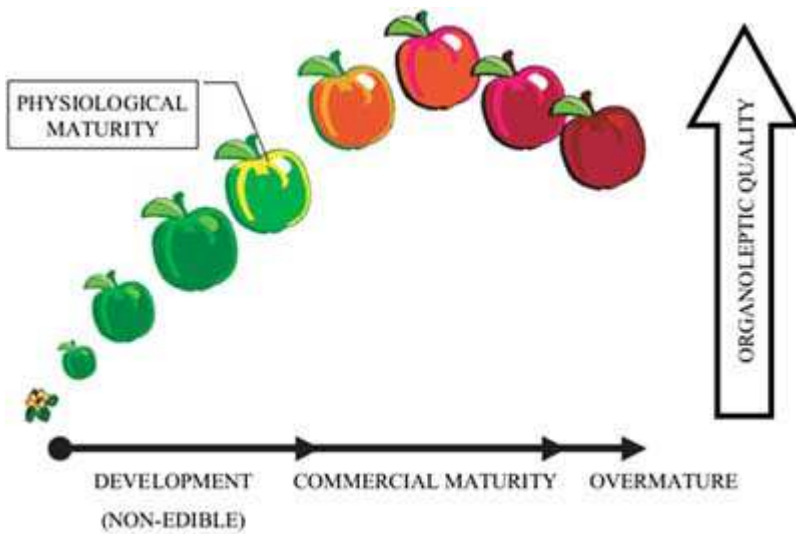 PHYSIOLOGICAL
MATURITY
ORGANOLEPTIC QUALITY
DEVELOPMENT
(NON-EDIBLE)
COMMERCIAL MATURITY
OVERMATURE